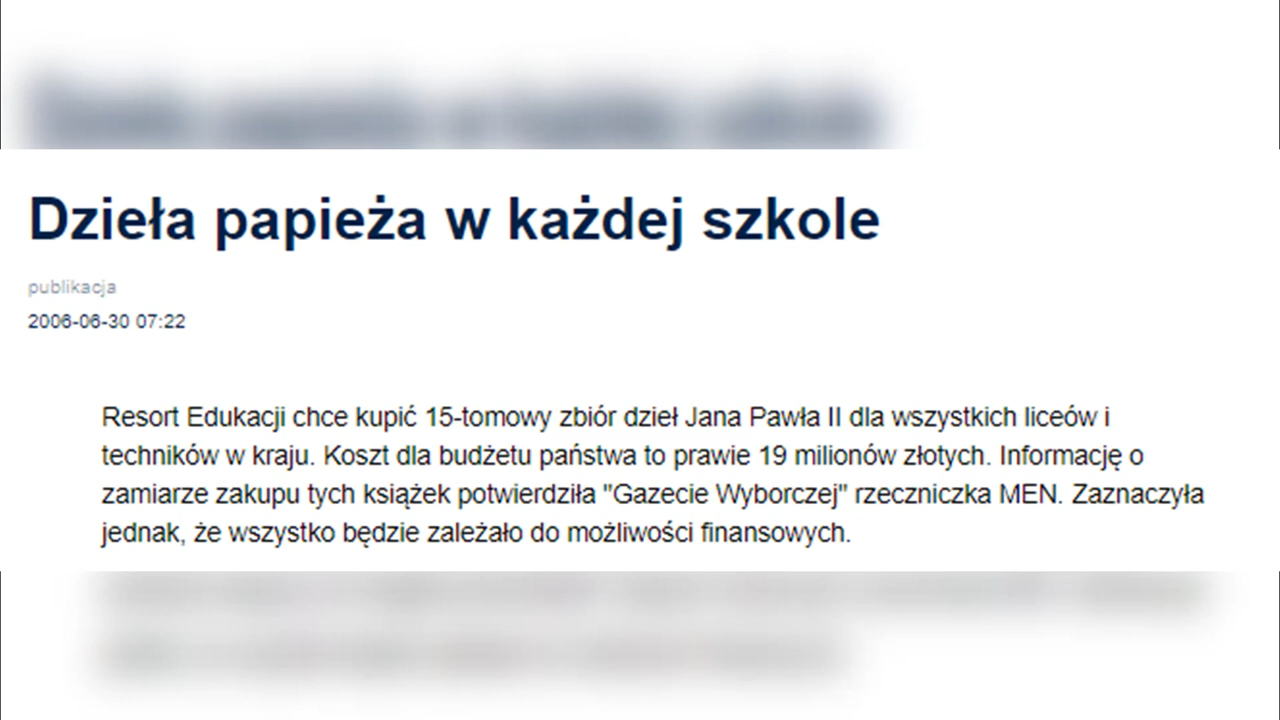 Dzieła papieża w każdej szkole
publikacja
2006-06-30 07:22
Resort Edukacji chce kupić 15-tomowy zbiór dzieł Jana Pawła II dla wszystkich liceów i
techników w kraju. Koszt dla budżetu państwa to prawie 19 milionów złotych. Informację o
zamiarze zakupu tych książek potwierdziła "Gazecie Wyborczej" rzeczniczka MEN. Zaznaczyła
jednak, że wszystko będzie zależało do możliwości finansowych.